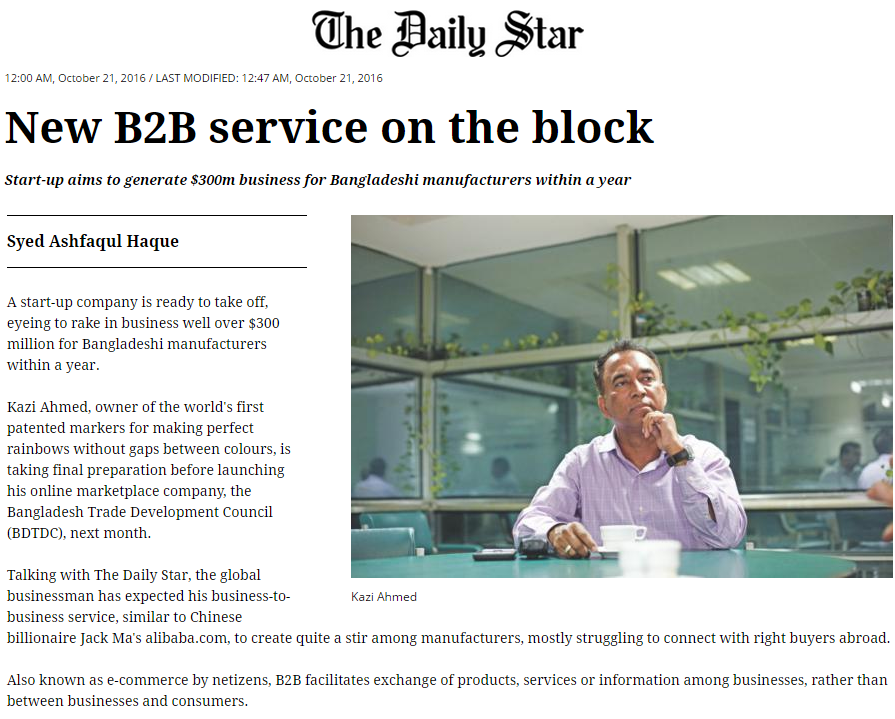 The Daily Star
12:00 AM, October 21, 2016 / LAST MODIFIED: 12:47 AM, October 21, 2016
New B2B service on the block
Start-up aims to generate $300m business for Bangladeshi manufacturers within a year
Syed Ashfaqul Haque
A start-up company is ready to take off,
eyeing to rake in business well over $300
million for Bangladeshi manufacturers
within a year.
Kazi Ahmed, owner of the world's first
patented markers for making perfect
rainbows without gaps between colours, is
taking final preparation before launching
his online marketplace company, the
Bangladesh Trade Development Council
(BDTDC), next month.
Talking with The Daily Star, the global
businessman has expected his business-to-
business service, similar to Chinese
billionaire Jack Ma's alibaba.com, to create quite a stir among manufacturers, mostly struggling to connect with right buyers abroad.
Kazi Ahmed
Also known as e-commerce by netizens, B2B facilitates exchange of products, services or information among businesses, rather than
between businesses and consumers.